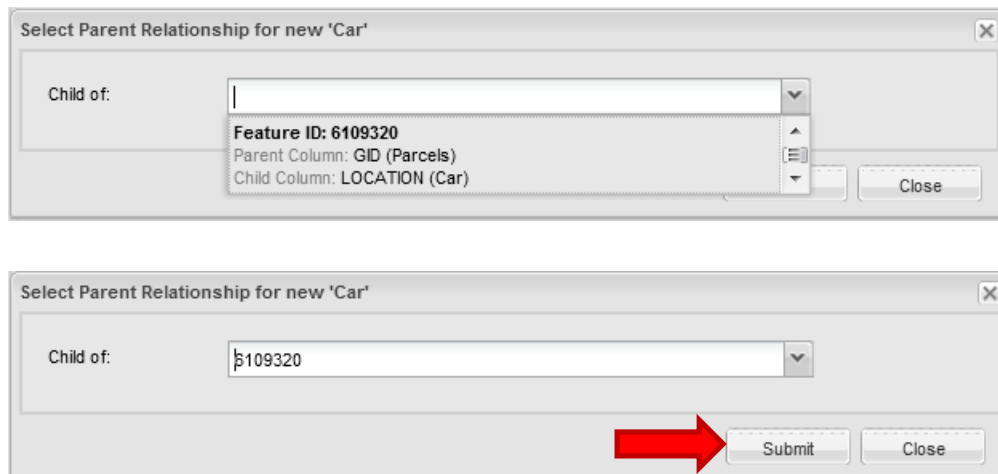 Select Parent Relationship for new 'Car'
Child of:
Feature ID: 6109320
Parent Column: GID (Parcels)
Child Column: LOCATION (Car)
Close
Select Parent Relationship for new 'Car'
Child of:
6109320
Submit Close